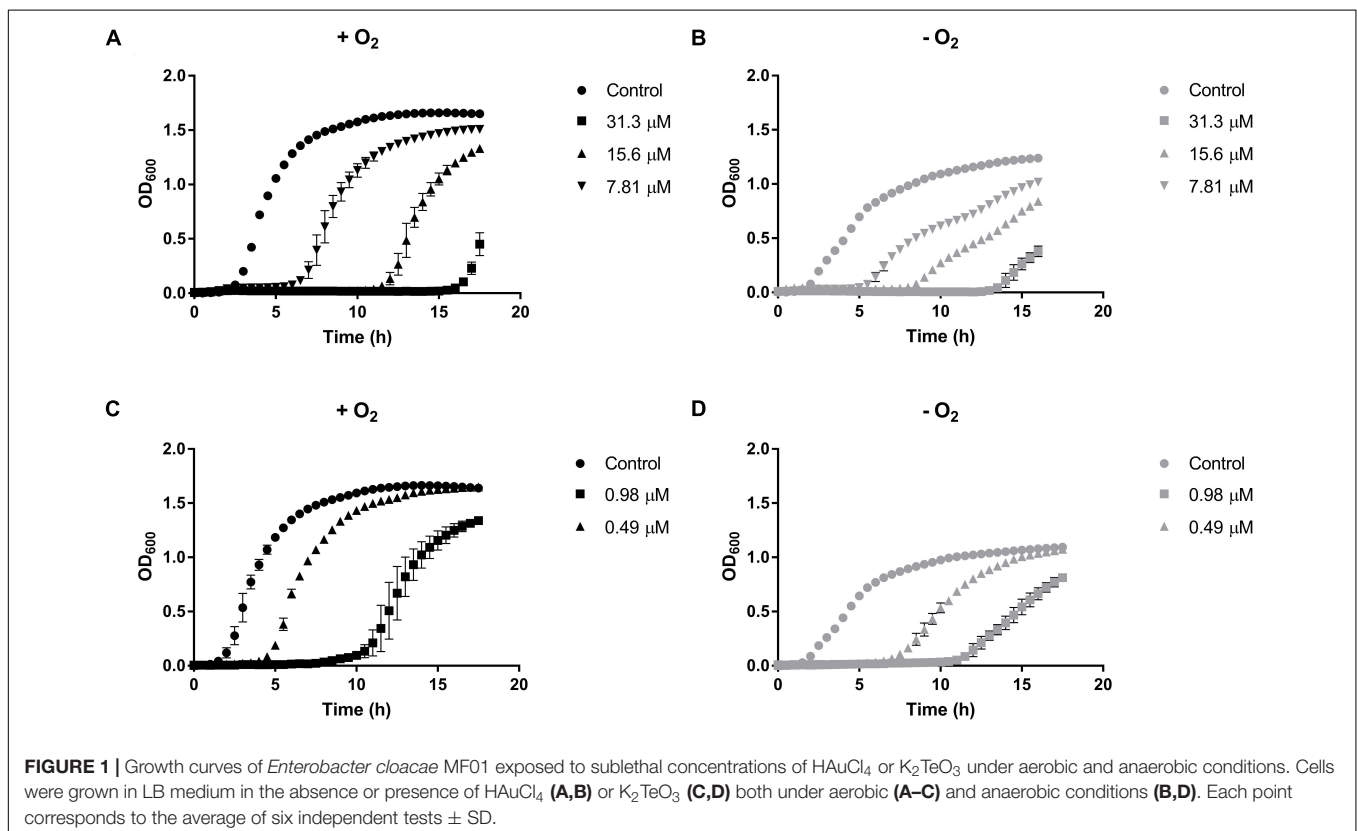 A
+ O₂
2.0
1.5
1.0
0.5
0.0
OD₆₀₀
0 5 10 15 20
Time (h)
Control
31.3 µM
15.6 µM
7.81 µM
B
- O₂
2.0
1.5
1.0
0.5
0.0
OD₆₀₀
0 5 10 15 20
Time (h)
Control
31.3 µM
15.6 µM
7.81 µM
C
+ O₂
2.0
1.5
1.0
0.5
0.0
OD₆₀₀
0 5 10 15 20
Time (h)
Control
0.98 µM
0.49 µM
D
- O₂
2.0
1.5
1.0
0.5
0.0
OD₆₀₀
0 5 10 15 20
Time (h)
Control
0.98 µM
0.49 µM
FIGURE 1 | Growth curves of Enterobacter cloacae MF01 exposed to sublethal concentrations of HAuCl₄ or K₂TeO₃ under aerobic and anaerobic conditions. Cells
were grown in LB medium in the absence or presence of HAuCl₄ (A,B) or K₂TeO₃ (C,D) both under aerobic (A–C) and anaerobic conditions (B,D). Each point
corresponds to the average of six independent tests ± SD.